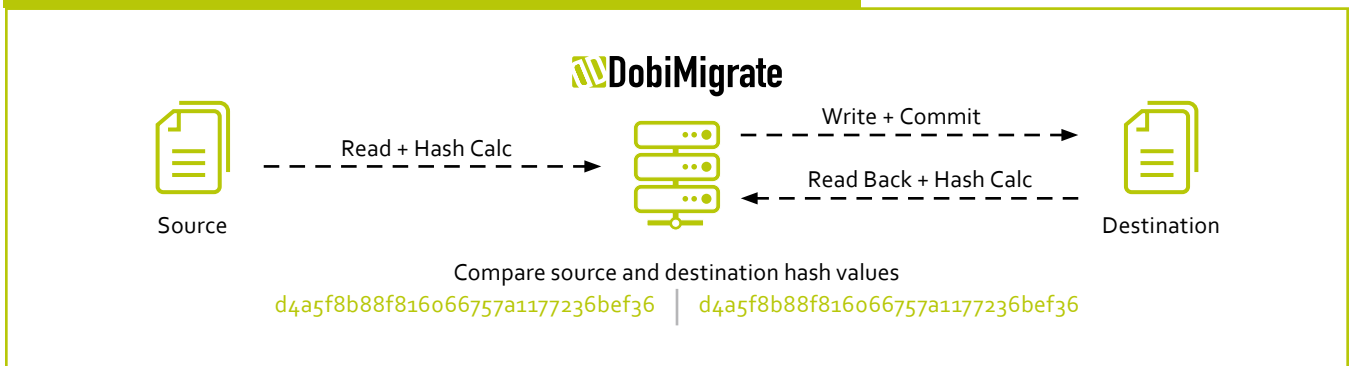 DobiMigrate
Write + Commit
Read + Hash Calc
Read Back + Hash Calc
Source
Destination
Compare source and destination hash values
d4a5f8b88f816066757a1177236bef36 d4a5f8b88f816066757a1177236bef36